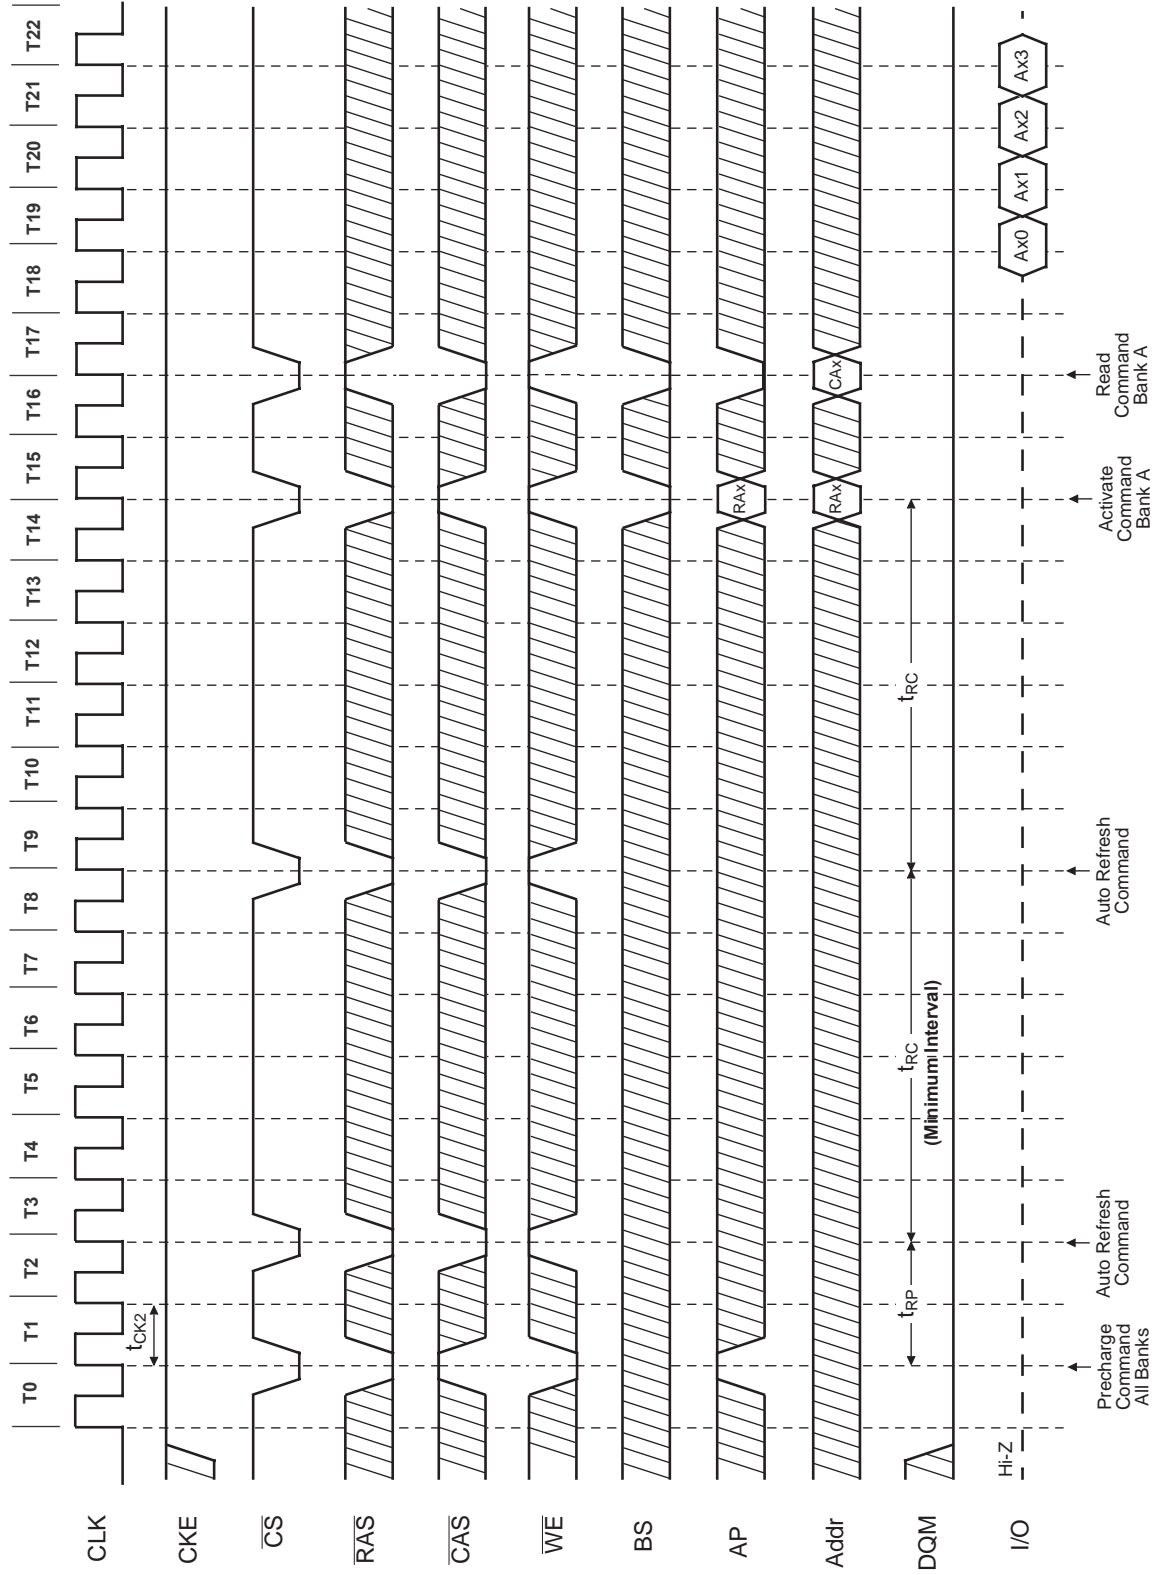 T0 T1 T2 T3 T4 T5 T6 T7 T8 T9 T10 T11 T12 T13 T14 T15 T16 T17 T18 T19 T20 T21 T22
CLK
tCK2
CKE
CS
RAS
CAS
WE
BS
AP
RAx
Addr
RAx CAx
DQM
tRP tRC tRC
(Minimum Interval)
I/O
Hi-Z
Ax0 Ax1 Ax2 Ax3
Precharge
Command
All Banks
Auto Refresh
Command
Auto Refresh
Command
Activate
Command
Bank A
Read
Command
Bank A